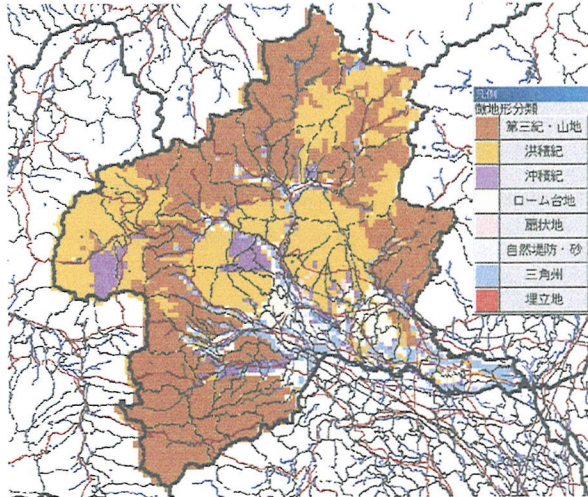 凡例
微地形分類
第三紀・山地
洪積紀
沖積紀
ローム台地
扇状地
自然堤防・砂
三角州
埋立地